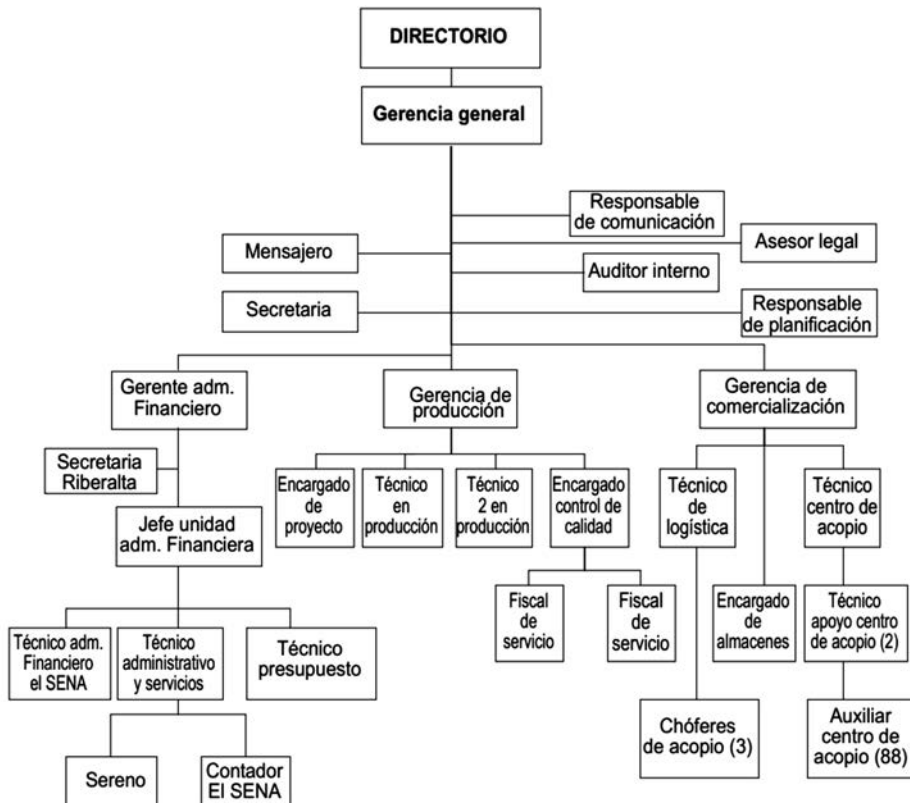 DIRECTORIO
Gerencia general
Responsable
de comunicación
Asesor legal
Mensajero
Auditor interno
Secretaria
Responsable
de planificación
Gerente adm.
Financiero
Gerencia de
producción
Gerencia de
comercialización
Secretaria
Riberalta
Encargado
de
proyecto
Técnico
en
producción
Técnico
2 en
producción
Encargado
control de
calidad
Técnico
de
logística
Técnico
centro de
acopio
Jefe unidad
adm. Financiera
Fiscal
de
servicio
Fiscal
de
servicio
Encargado
de
almacenes
Técnico
apoyo centro
de acopio (2)
Técnico adm.
Financiero
el SENA
Técnico
administrativo
y servicios
Técnico
presupuesto
Chóferes
de acopio (3)
Auxiliar
centro de
acopio (88)
Sereno
Contador
El SENA